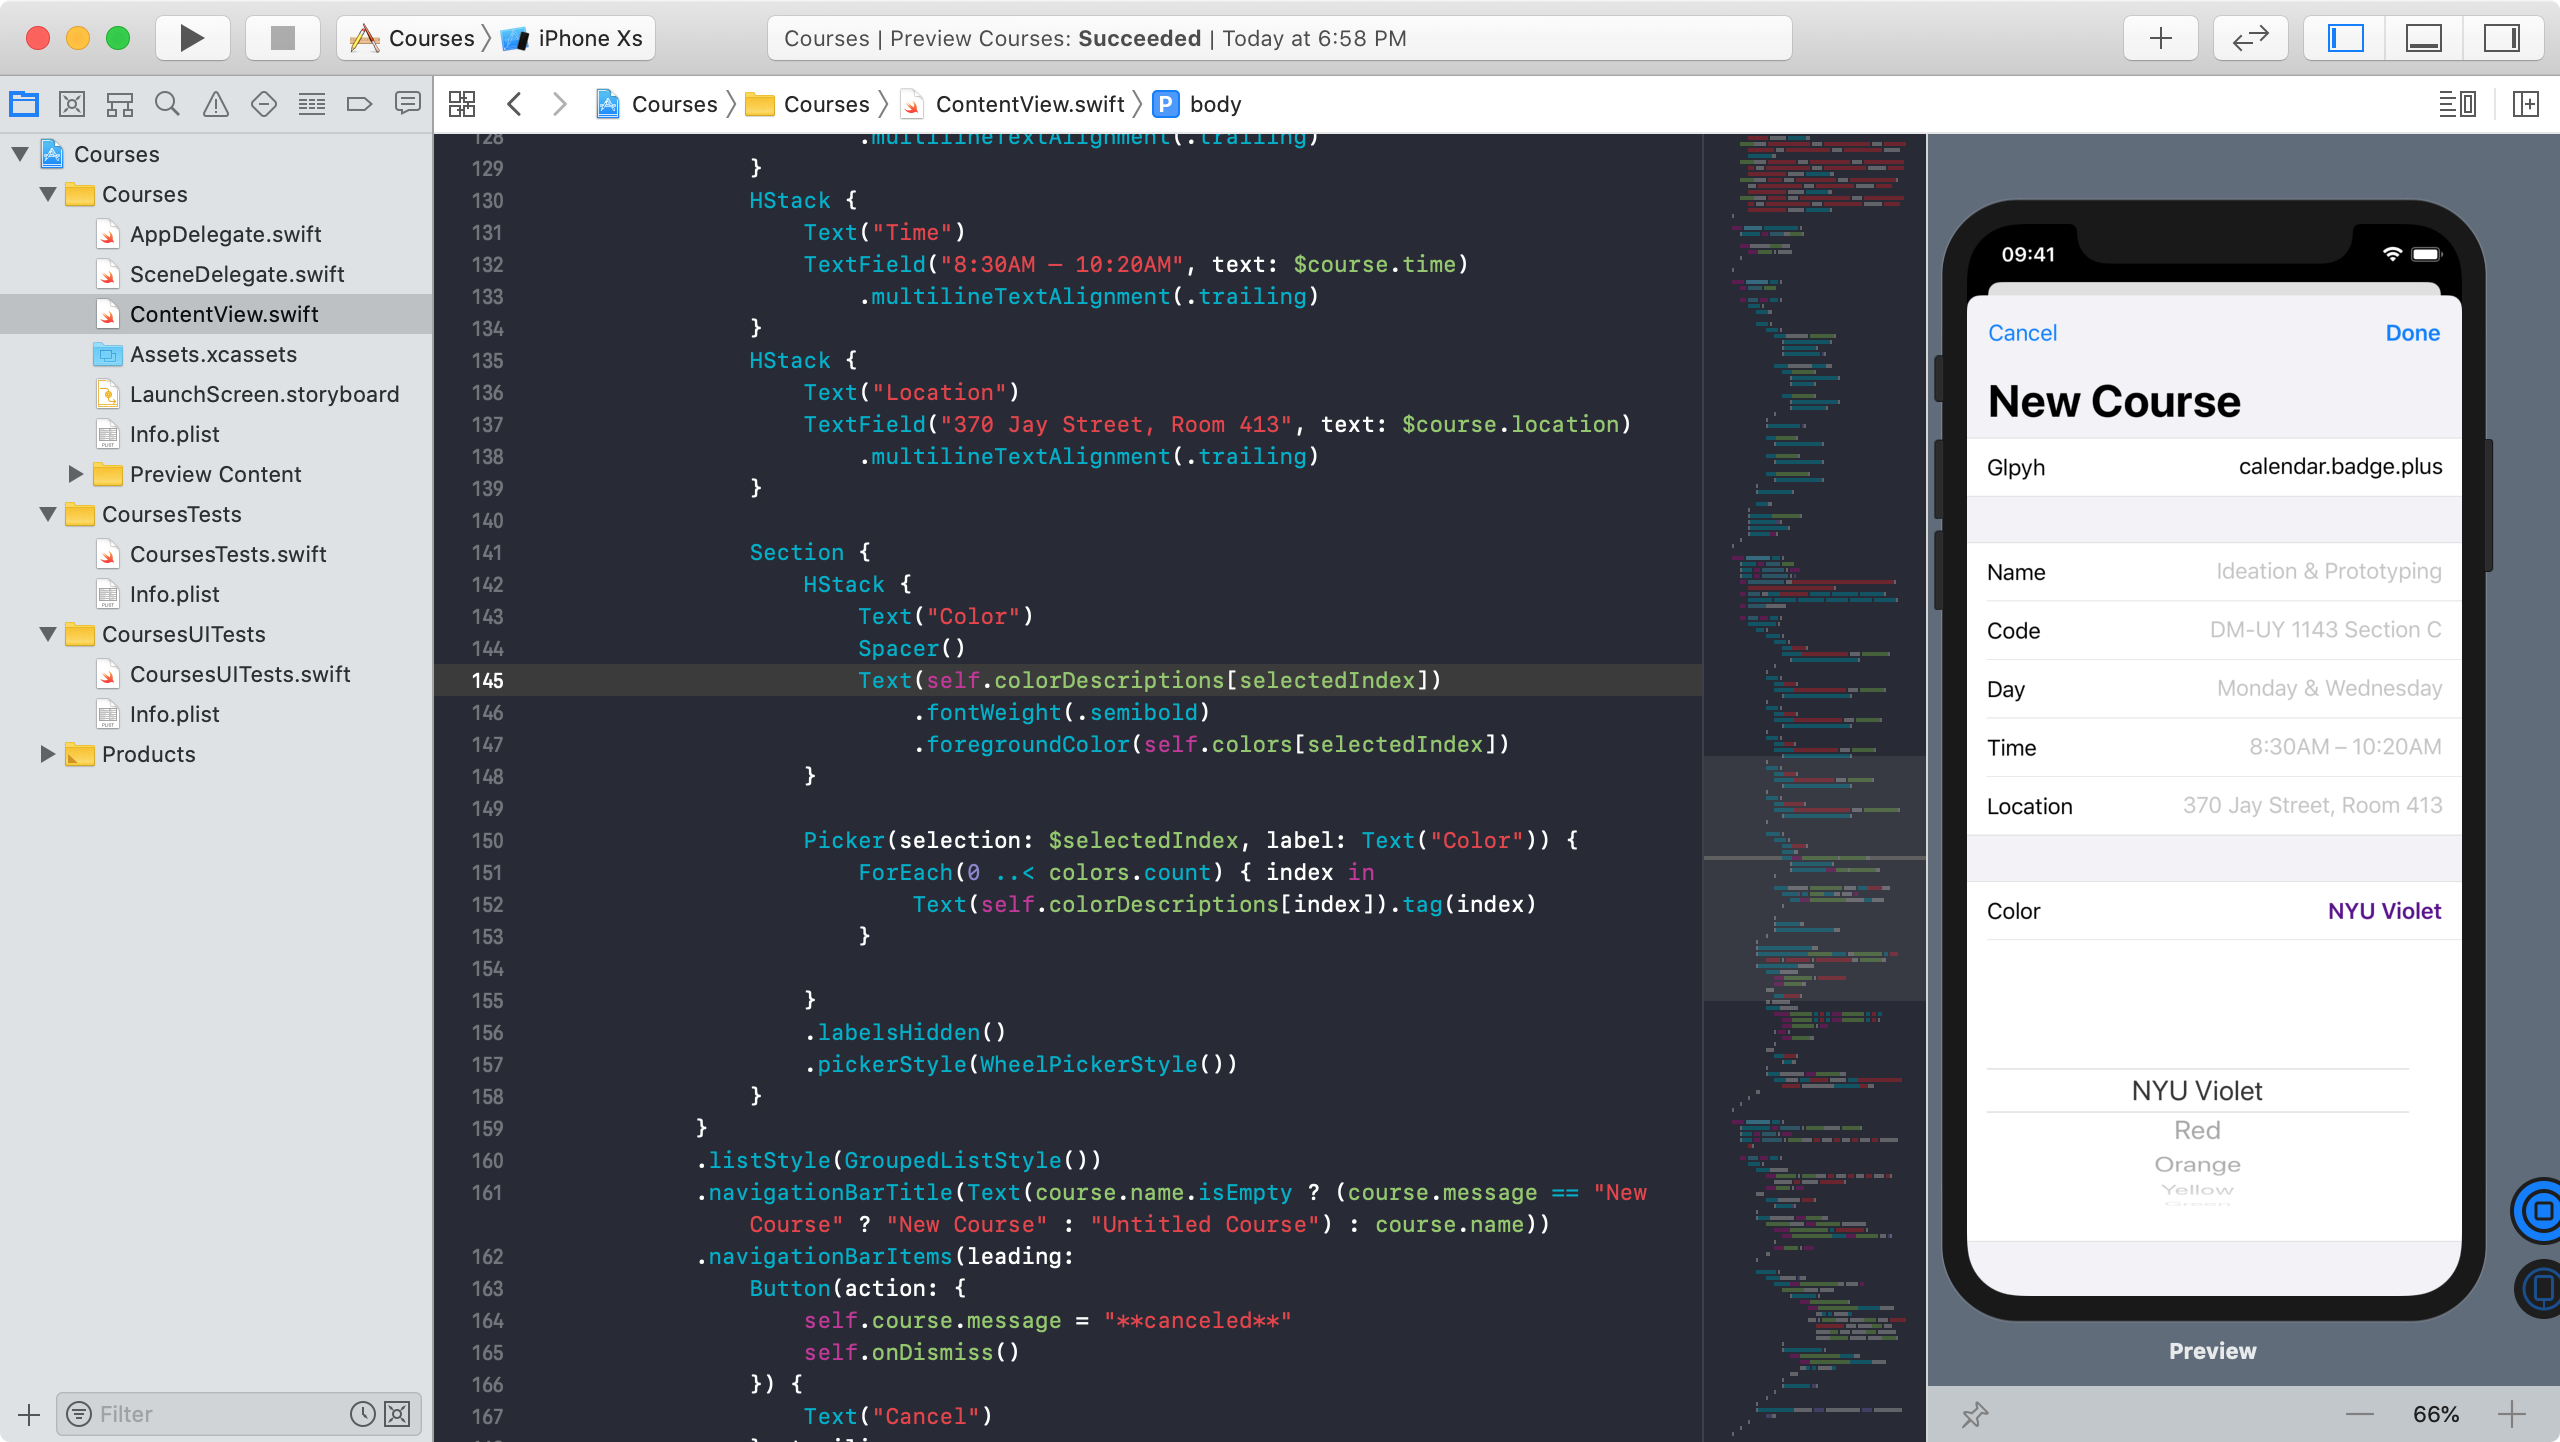 Courses
iPhone Xs
Courses | Preview Courses: Succeeded | Today at 6:58 PM
Courses
Courses
ContentView.swift
P
body
Courses
Courses
AppDelegate.swift
SceneDelegate.swift
ContentView.swift
Assets.xcassets
LaunchScreen.storyboard
Info.plist
Preview Content
CoursesTests
CoursesTests.swift
Info.plist
CoursesUITests
CoursesUITests.swift
Info.plist
Products
Filter
128 .multilineTextAlignment(.trailing)
129 }
130 HStack {
131 Text("Time")
132 TextField("8:30AM – 10:20AM", text: $course.time)
133 .multilineTextAlignment(.trailing)
134 }
135 HStack {
136 Text("Location")
137 TextField("370 Jay Street, Room 413", text: $course.location)
138 .multilineTextAlignment(.trailing)
139 }
140
141 Section {
142 HStack {
143 Text("Color")
144 Spacer()
145 Text(self.colorDescriptions[selectedIndex])
146 .fontWeight(.semibold)
147 .foregroundColor(self.colors[selectedIndex])
148 }
149
150 Picker(selection: $selectedIndex, label: Text("Color")) {
151 ForEach(0 ..< colors.count) { index in
152 Text(self.colorDescriptions[index]).tag(index)
153 }
154
155 }
156 .labelsHidden()
157 .pickerStyle(WheelPickerStyle())
158 }
159 }
160 .listStyle(GroupedListStyle())
161 .navigationBarTitle(Text(course.name.isEmpty ? (course.message == "New
Course" ? "New Course" : "Untitled Course") : course.name))
162 .navigationBarItems(leading:
163 Button(action: {
164 self.course.message = "**canceled**"
165 self.onDismiss()
166 }) {
167 Text("Cancel")
09:41
Cancel
Done
New Course
Glpyh calendar.badge.plus
Name Ideation & Prototyping
Code DM-UY 1143 Section C
Day Monday & Wednesday
Time 8:30AM – 10:20AM
Location 370 Jay Street, Room 413
Color NYU Violet
NYU Violet
Red
Orange
Yellow
Green
Preview
66%